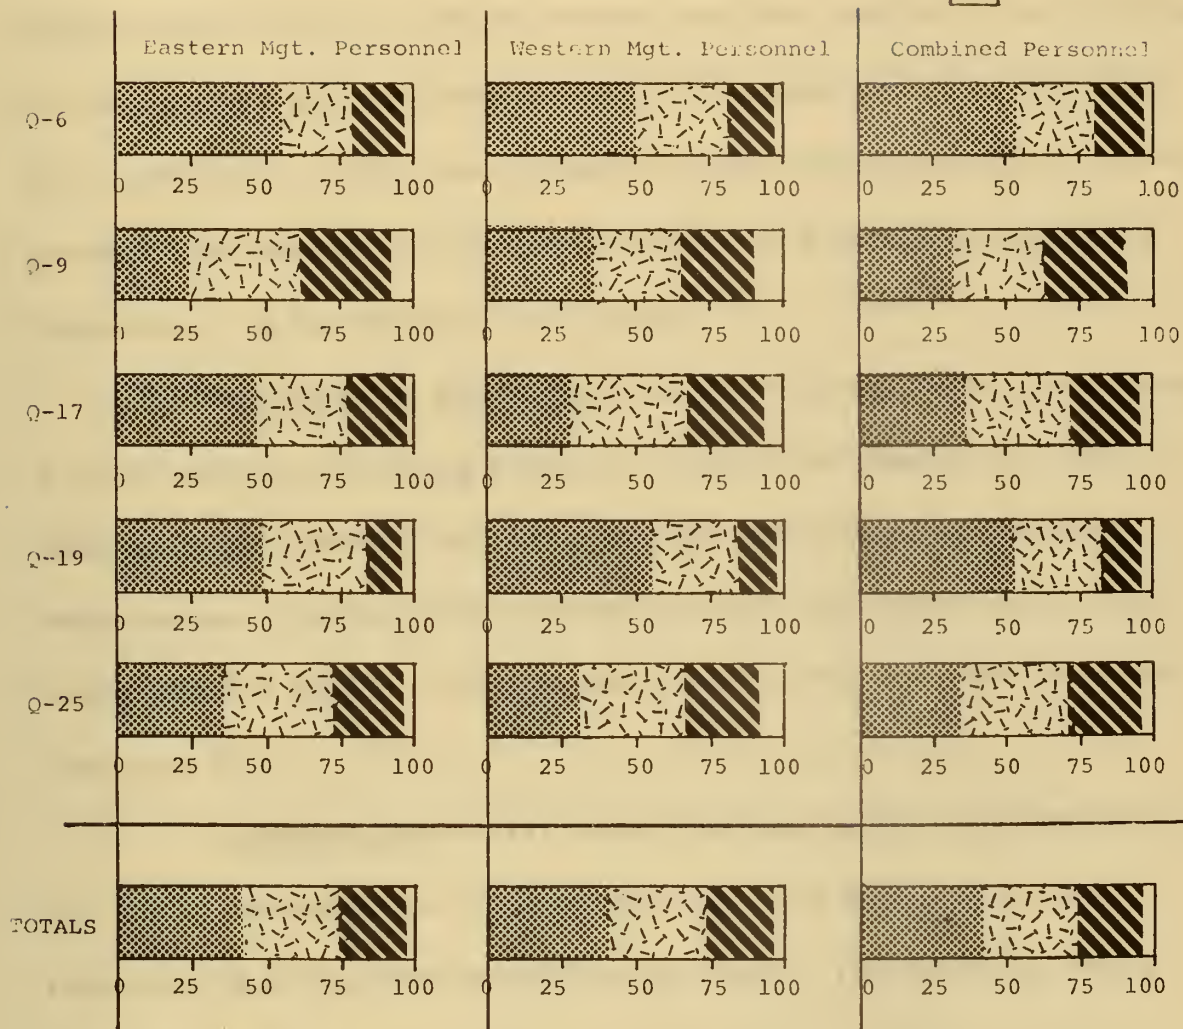 Eastern Mgt. Personnel Western Mgt. Personnel Combined Personnel
Q-6
0 25 50 75 100 0 25 50 75 100 0 25 50 75 100
Q-9
0 25 50 75 100 0 25 50 75 100 0 25 50 75 100
Q-17
0 25 50 75 100 0 25 50 75 100 0 25 50 75 100
Q-19
0 25 50 75 100 0 25 50 75 100 0 25 50 75 100
Q-25
0 25 50 75 100 0 25 50 75 100 0 25 50 75 100
TOTALS
0 25 50 75 100 0 25 50 75 100 0 25 50 75 100